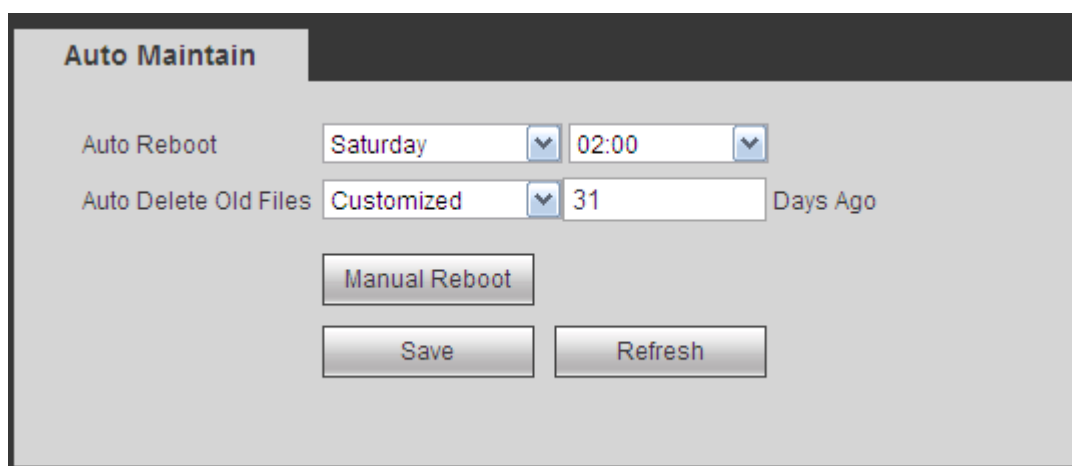 Auto Maintain
Auto Reboot Saturday 02:00
Auto Delete Old Files Customized 31 Days Ago
Manual Reboot
Save Refresh